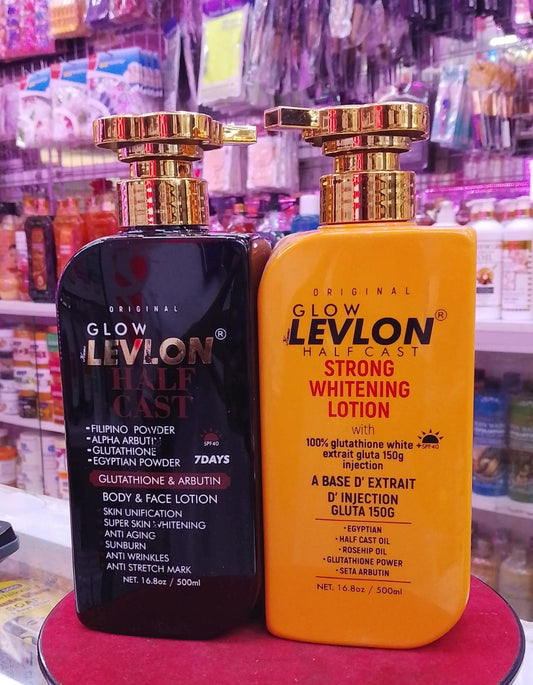 ORIGINAL
GLOW
LEVLON®
HALF
CAST
-FILIPINO POWDER
-ALPHA ARBUTIN
-GLUTATHIONE
-EGYPTIAN POWDER
SPF40
7DAYS
GLUTATHIONE & ARBUTIN
BODY & FACE LOTION
SKIN UNIFICATION
SUPER SKIN WHITENING
ANTI AGING
SUNBURN
ANTI WRINKLES
ANTI STRETCH MARK
NET. 16.8oz / 500ml
ORIGINAL
GLOW
LEVLON®
HALF CAST
STRONG
WHITENING
LOTION
with
100% glutathione white
extrait gluta 150g
injection
+SPF40
A BASE D' EXTRAIT
D' INJECTION
GLUTA 150G
• EGYPTIAN
• HALF CAST OIL
• ROSEHIP OIL
• GLUTATHIONE POWER
• SETA ARBUTIN
NET. 16.8oz / 500ml